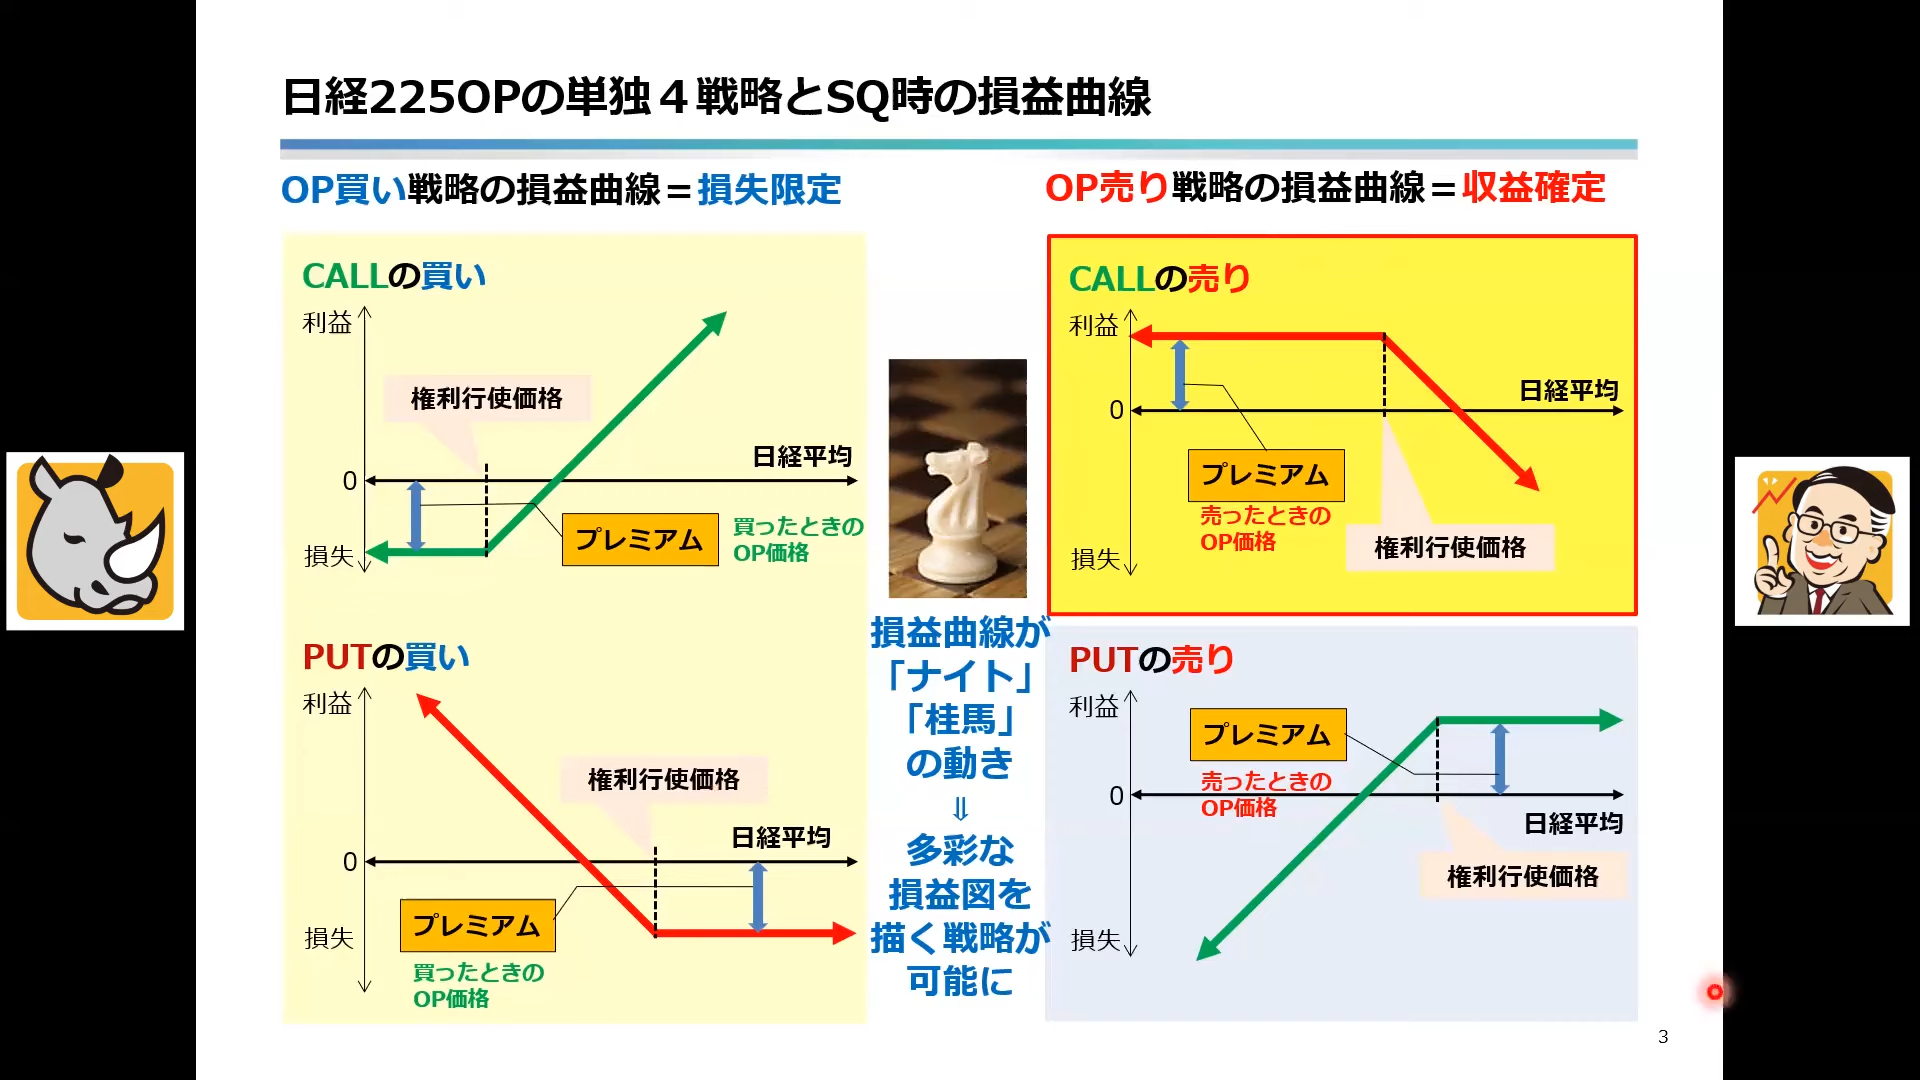 日経225OPの単独４戦略とSQ時の損益曲線
OP買い戦略の損益曲線＝損失限定
CALLの買い
利益
権利行使価格
日経平均
0
プレミアム
買ったときの
OP価格
損失
PUTの買い
利益
権利行使価格
日経平均
0
プレミアム
損失
買ったときの
OP価格
損益曲線が
「ナイト」
「桂馬」
の動き
⇓
多彩な
損益図を
描く戦略が
可能に
OP売り戦略の損益曲線＝収益確定
CALLの売り
利益
日経平均
0
プレミアム
売ったときの
OP価格
権利行使価格
損失
PUTの売り
利益
プレミアム
売ったときの
OP価格
0
日経平均
権利行使価格
損失
3